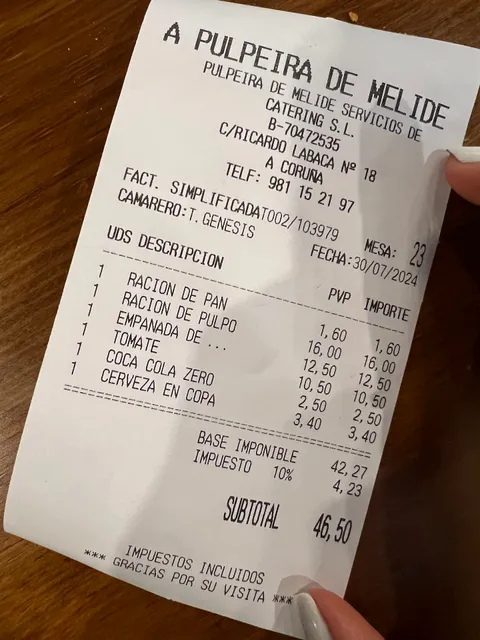 A PULPEIRA DE MELIDE
PULPEIRA DE MELIDE SERVICIOS DE
CATERING S.L.
B-70472535
C/RICARDO LABACA Nº 18
A CORUÑA
TELF: 981 15 21 97
FACT. SIMPLIFICADAT002/103979 MESA: 23
CAMARERO:T. GENESIS FECHA:30/07/2024
UDS DESCRIPCION PVP IMPORTE
1 RACION DE PAN 1,60 1,60
1 RACION DE PULPO 16,00 16,00
1 EMPANADA DE ... 12,50 12,50
1 TOMATE 10,50 10,50
1 COCA COLA ZERO 2,50 2,50
1 CERVEZA EN COPA 3,40 3,40
BASE IMPONIBLE 42,27
IMPUESTO 10% 4,23
SUBTOTAL 46,50
IMPUESTOS INCLUIDOS
*** GRACIAS POR SU VISITA ***